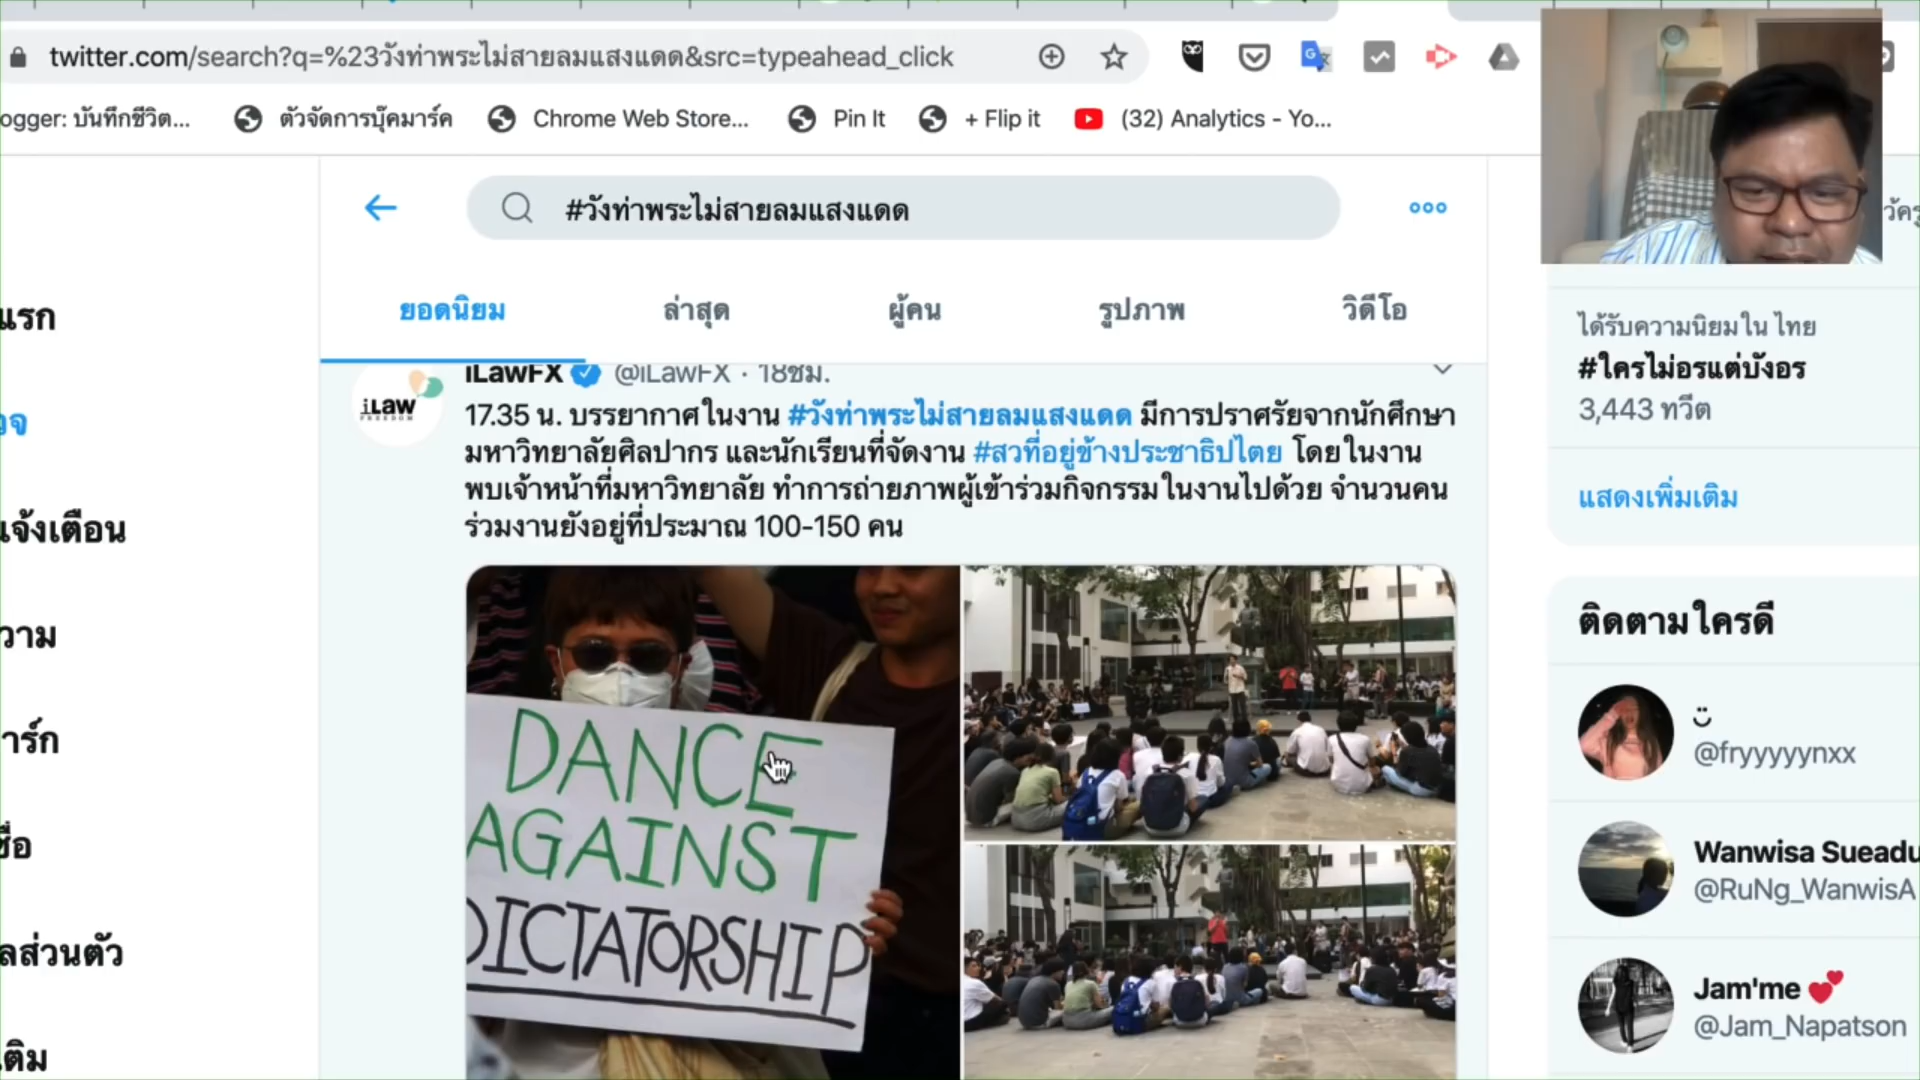 twitter.com/search?q=%23วังท่าพระไม่สายลมแสงแดด&src=typeahead_click
ogger: บันทึกชีวิต...
ตัวจัดการบุ๊คมาร์ค
Chrome Web Store...
Pin It
+ Flip it
(32) Analytics - Yo...
#วังท่าพระไม่สายลมแสงแดด
ยอดนิยม
ล่าสุด
ผู้คน
รูปภาพ
วิดีโอ
แรก
วจ
แจ้งเตือน
วาม
าร์ก
ชื่อ
ลส่วนตัว
เติม
iLawFX @iLawFX · 18ชม.
iLAW
FREEDOM
17.35 น. บรรยากาศในงาน #วังท่าพระไม่สายลมแสงแดด มีการปราศรัยจากนักศึกษา
มหาวิทยาลัยศิลปากร และนักเรียนที่จัดงาน #สวที่อยู่ข้างประชาธิปไตย โดยในงาน
พบเจ้าหน้าที่มหาวิทยาลัย ทำการถ่ายภาพผู้เข้าร่วมกิจกรรมในงานไปด้วย จำนวนคน
ร่วมงานยังอยู่ที่ประมาณ 100-150 คน
DANCE
AGAINST
DICTATORSHIP
ได้รับความนิยมใน ไทย
#ใครไม่อรแต่บังอร
3,443 ทวีต
แสดงเพิ่มเติม
ติดตามใครดี
@fryyyyynxx
Wanwisa Sueadu
@RuNg_WanwisA
Jam'me 💕
@Jam_Napatson